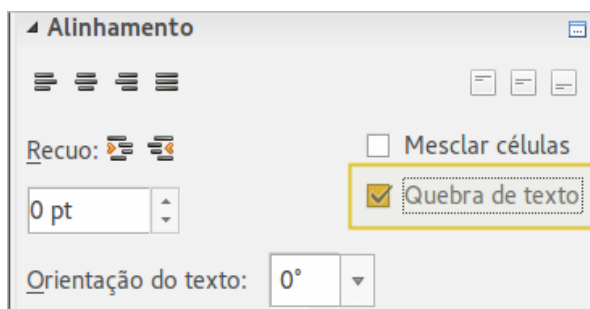 Alinhamento
Recuo:
Mesclar células
0 pt
Quebra de texto
Orientação do texto: 0°